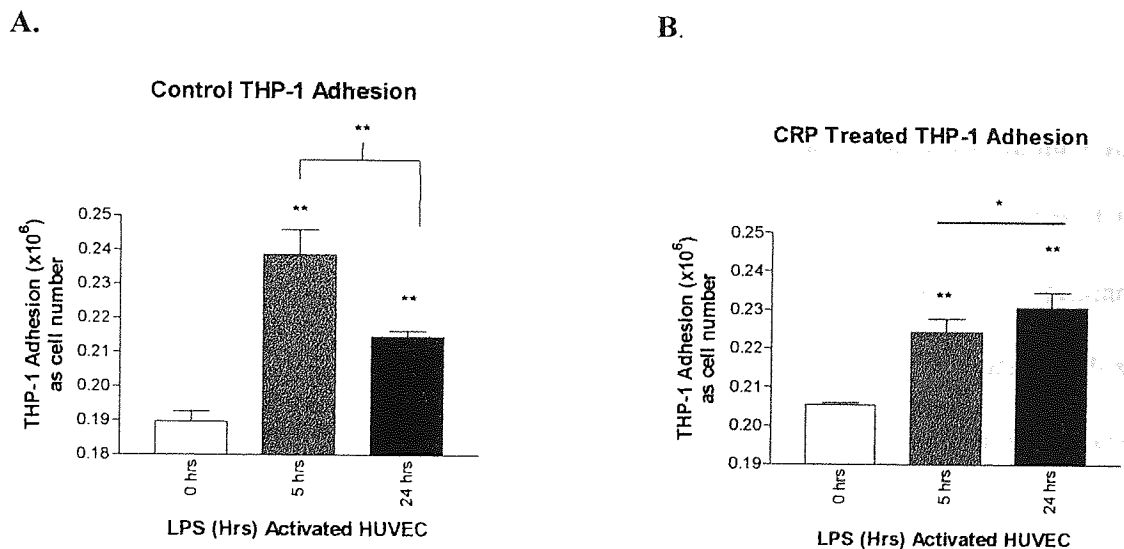 A.
Control THP-1 Adhesion
**
**
**
0.25
0.24
0.23
0.22
0.21
0.20
0.19
0.18
THP-1 Adhesion (x10⁶)
as cell number
0 hrs
5 hrs
24 hrs
LPS (Hrs) Activated HUVEC
B.
CRP Treated THP-1 Adhesion
*
**
**
0.25
0.23
0.22
0.21
0.20
0.19
THP-1 Adhesion (x10⁶)
as cell number
0 hrs
5 hrs
24 hrs
LPS (Hrs) Activated HUVEC